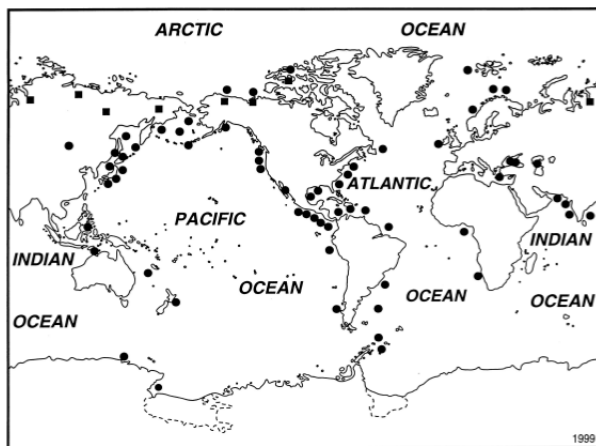 ARCTIC OCEAN
ATLANTIC
PACIFIC
INDIAN INDIAN
OCEAN OCEAN OCEAN
OCEAN
1999